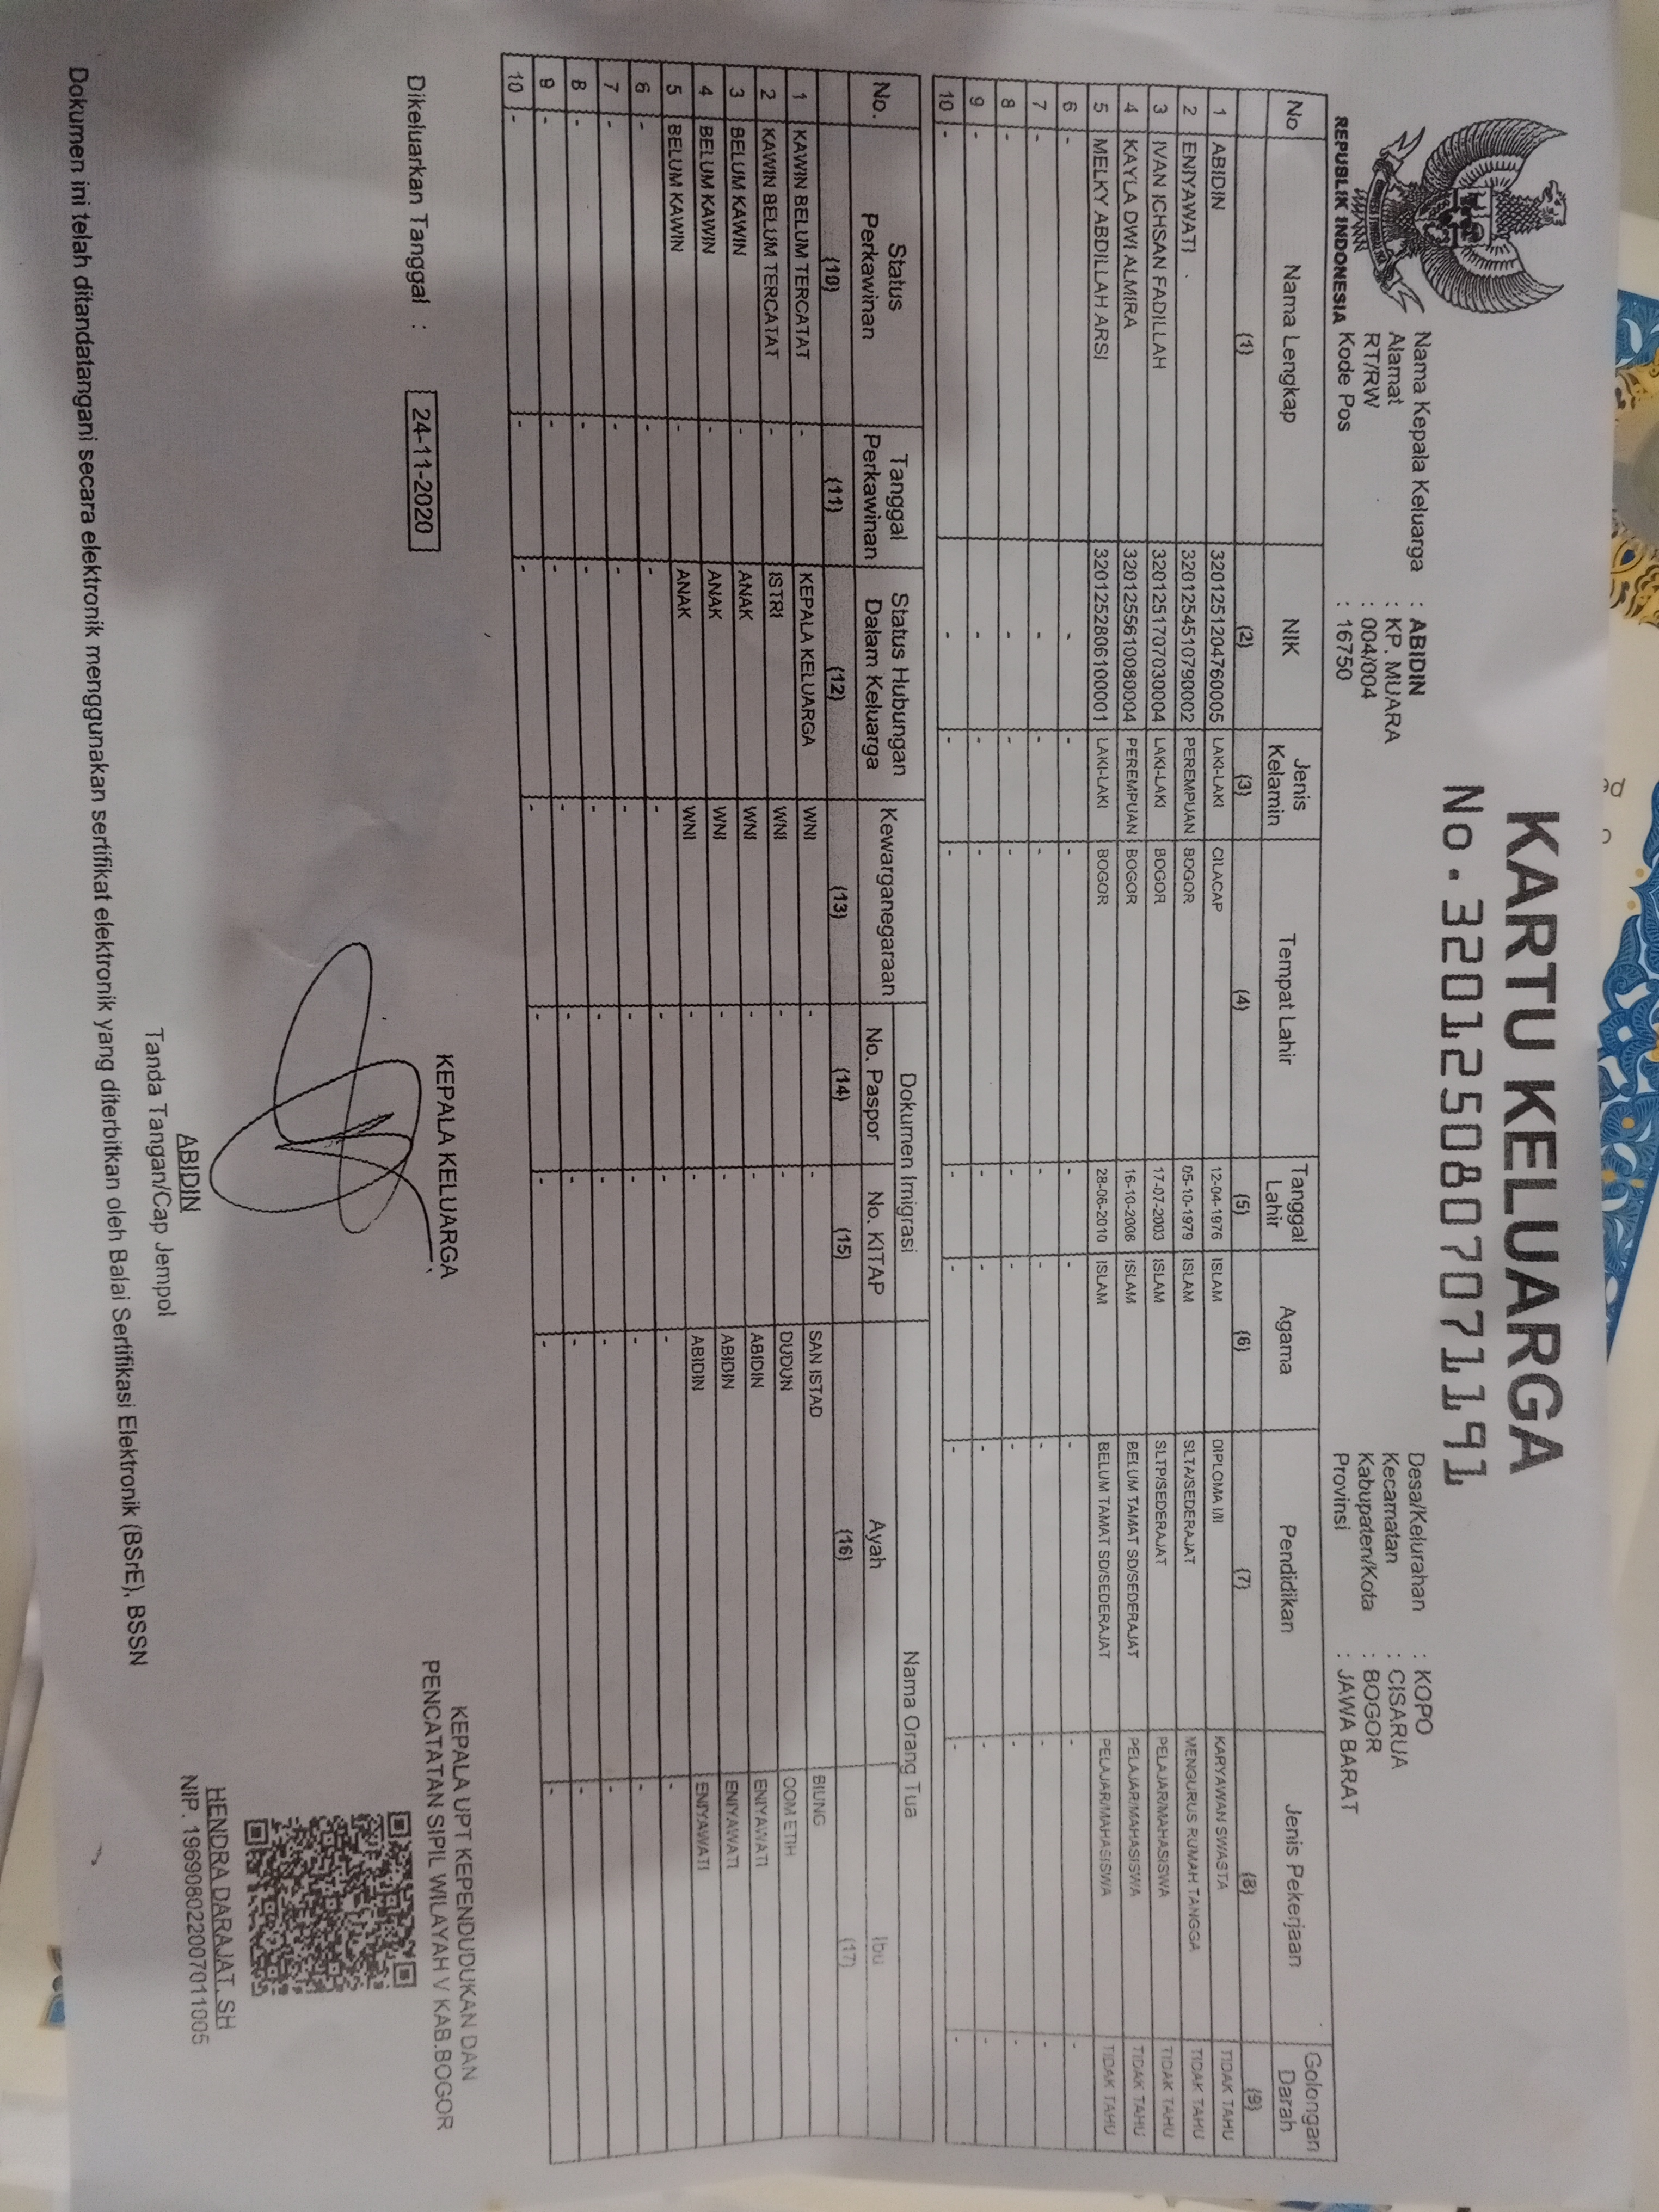 KARTU KELUARGA
No. 3201250807071191
REPUBLIK INDONESIA
Nama Kepala Keluarga : ABIDIN
Alamat : KP. MUARA
RT/RW : 004/004
Kode Pos : 16750
Desa/Kelurahan : KOPO
Kecamatan : CISARUA
Kabupaten/Kota : BOGOR
Provinsi : JAWA BARAT
No Nama Lengkap NIK Jenis Kelamin Tempat Lahir Tanggal Lahir Agama Pendidikan Jenis Pekerjaan Golongan Darah
(1) (2) (3) (4) (5) (6) (7) (8) (9)
1 ABIDIN 3201251204760005 LAKI-LAKI CILACAP 12-04-1976 ISLAM DIPLOMA I/II KARYAWAN SWASTA TIDAK TAHU
2 ENIYAWATI 3201254510790002 PEREMPUAN BOGOR 05-10-1979 ISLAM SLTA/SEDERAJAT MENGURUS RUMAH TANGGA TIDAK TAHU
3 IVAN ICHSAN FADILLAH 3201251707030004 LAKI-LAKI BOGOR 17-07-2003 ISLAM SLTP/SEDERAJAT PELAJAR/MAHASISWA TIDAK TAHU
4 KAYLA DWI ALMIRA 3201255610080004 PEREMPUAN BOGOR 16-10-2008 ISLAM BELUM TAMAT SD/SEDERAJAT PELAJAR/MAHASISWA TIDAK TAHU
5 MELKY ABDILLAH ARSI 3201252806100001 LAKI-LAKI BOGOR 28-06-2010 ISLAM BELUM TAMAT SD/SEDERAJAT PELAJAR/MAHASISWA TIDAK TAHU
6 - - - - - - - - -
7 - - - - - - - - -
8 - - - - - - - - -
9 - - - - - - - - -
10 - - - - - - - - -
No. Status Perkawinan Tanggal Perkawinan Status Hubungan Dalam Keluarga Kewarganegaraan Dokumen Imigrasi Nama Orang Tua
No. Paspor No. KITAP Ayah Ibu
(10) (11) (12) (13) (14) (15) (16) (17)
1 KAWIN BELUM TERCATAT - KEPALA KELUARGA WNI - - SAN ISTAD BIUNG
2 KAWIN BELUM TERCATAT - ISTRI WNI - - DUDUN OOM ETIH
3 BELUM KAWIN - ANAK WNI - - ABIDIN ENIYAWATI
4 BELUM KAWIN - ANAK WNI - - ABIDIN ENIYAWATI
5 BELUM KAWIN - ANAK WNI - - ABIDIN ENIYAWATI
6 - - - - - - - -
7 - - - - - - - -
8 - - - - - - - -
9 - - - - - - - -
10 - - - - - - - -
Dikeluarkan Tanggal : 24-11-2020
KEPALA KELUARGA
ABIDIN
Tanda Tangan/Cap Jempol
KEPALA UPT KEPENDUDUKAN DAN
PENCATATAN SIPIL WILAYAH V KAB.BOGOR
HENDRA DARAJAT, SH
NIP. 196908022007011005
Dokumen ini telah ditandatangani secara elektronik menggunakan sertifikat elektronik yang diterbitkan oleh Balai Sertifikasi Elektronik (BSrE), BSSN